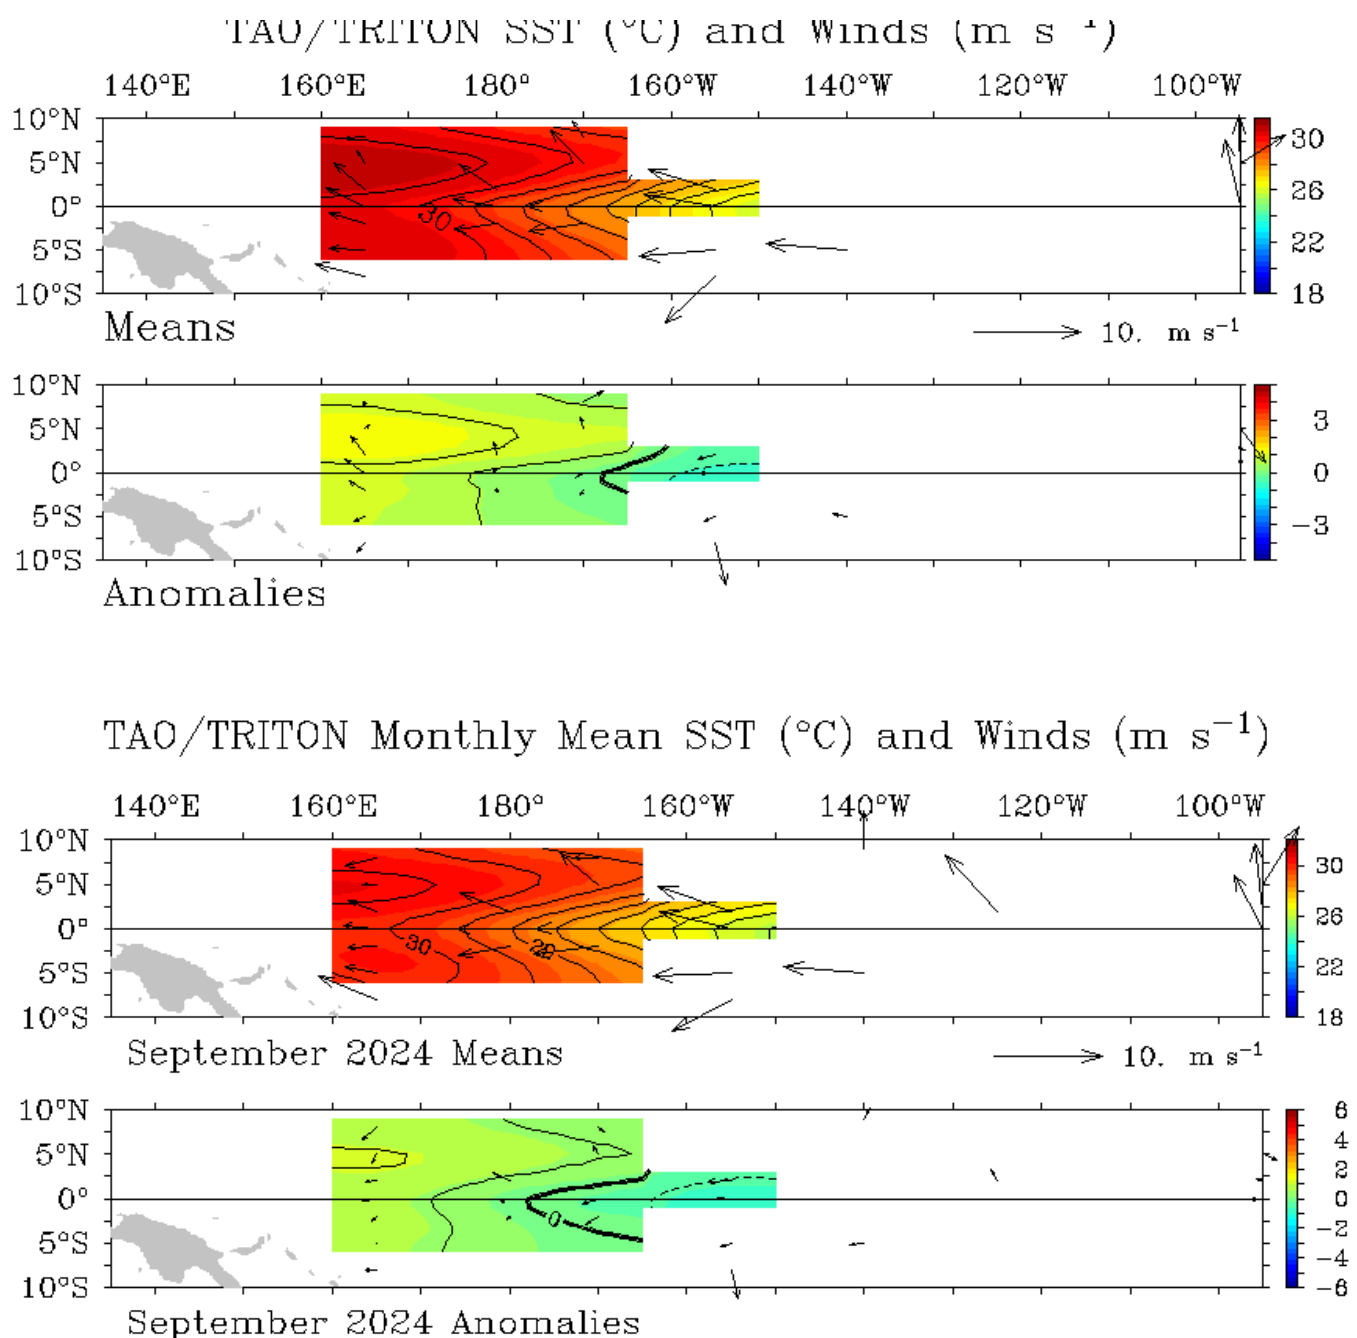 TAO/TRITON SST (°C) and Winds (m s⁻¹)
140°E 160°E 180° 160°W 140°W 120°W 100°W
10°N
5°N
0°
5°S
10°S
30
30
26
22
18
Means
10. m s⁻¹
10°N
5°N
0°
5°S
10°S
3
0
−3
Anomalies
TAO/TRITON Monthly Mean SST (°C) and Winds (m s⁻¹)
140°E 160°E 180° 160°W 140°W 120°W 100°W
10°N
5°N
0°
5°S
10°S
30
29
30
26
22
18
September 2024 Means
10. m s⁻¹
10°N
5°N
0°
5°S
10°S
0
6
4
2
0
−2
−4
−6
September 2024 Anomalies